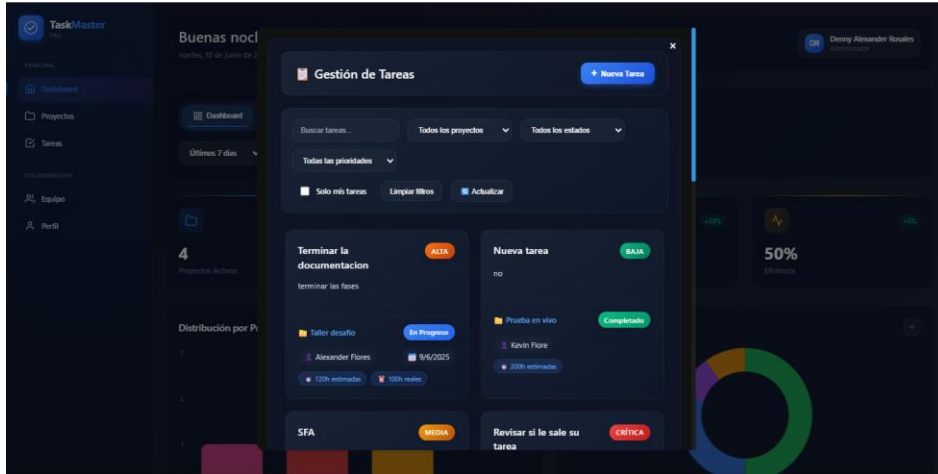 TaskMaster
PRO
Buenas nocl
martes, 10 de junio de 2
DR
Denny Alexander Rosales
Administrador
PRINCIPAL
Dashboard
Proyectos
Tareas
COLABORACIÓN
Equipo
Perfil
Dashboard
Últimos 7 días
4
Proyectos Activos
Distribución por P
1
2
1
×
Gestión de Tareas
+ Nueva Tarea
Buscar tareas...
Todos los proyectos
Todos los estados
Todas las prioridades
Solo mis tareas
Limpiar filtros
Actualizar
Terminar la
documentacion
ALTA
terminar las fases
Taller desafio
En Progreso
Alexander Flores
9/6/2025
120h estimadas
100h reales
Nueva tarea
BAJA
no
Prueba en vivo
Completado
Kevin Flore
200h estimadas
SFA
MEDIA
Revisar si le sale su
tarea
CRÍTICA
50%
Eficiencia